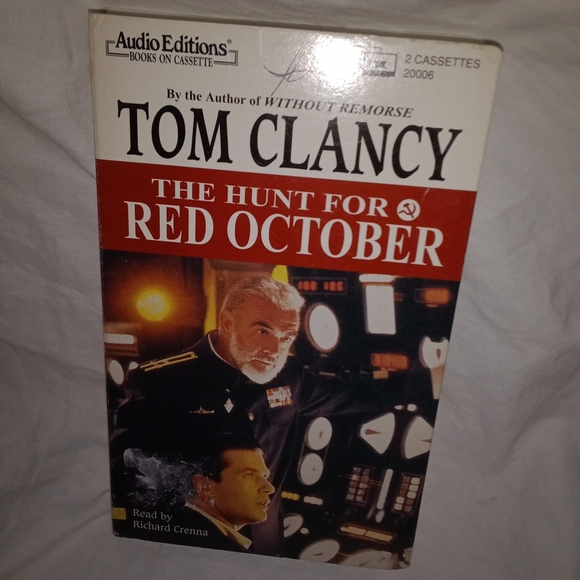 Audio Editions®
BOOKS ON CASSETTE
2 CASSETTES
20006
By the Author of WITHOUT REMORSE
TOM CLANCY
THE HUNT FOR
RED OCTOBER
Read by
Richard Crenna